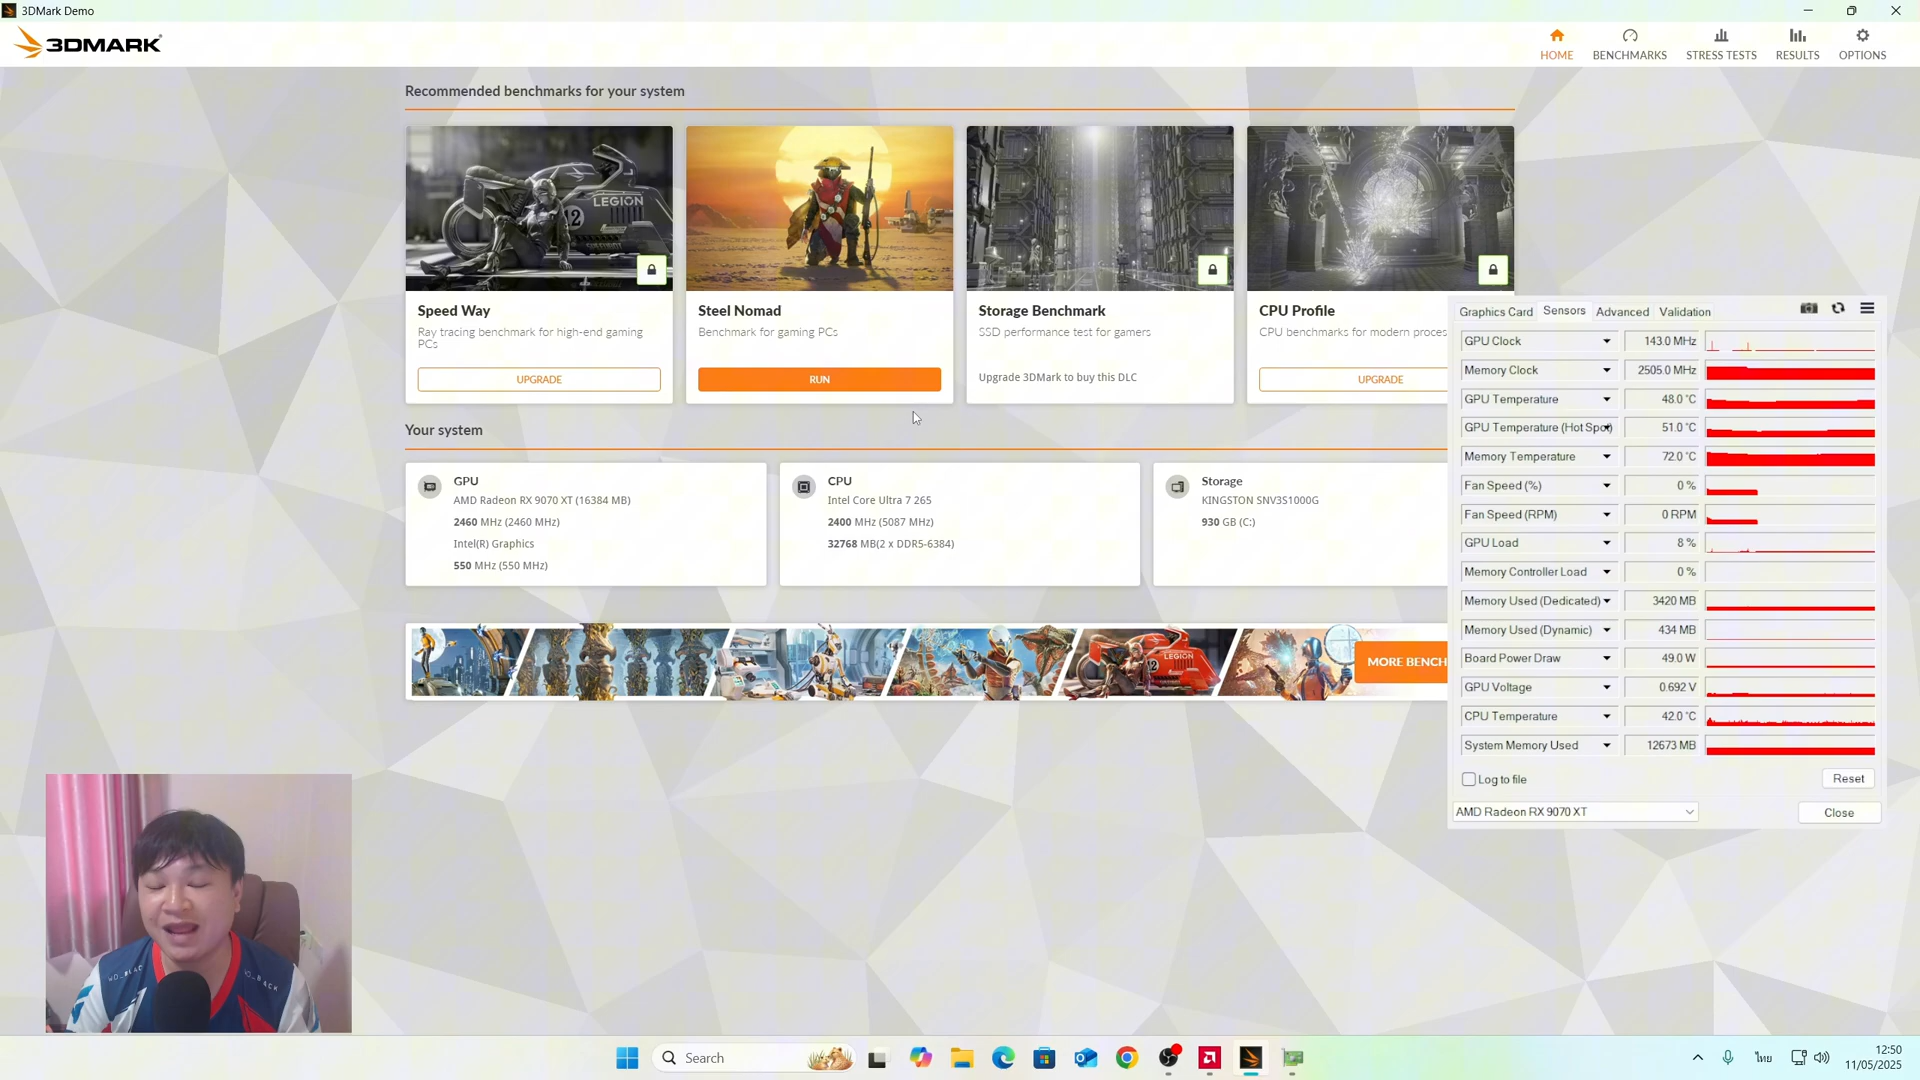 3DMark Demo
3DMARK
HOME
BENCHMARKS
STRESS TESTS
RESULTS
OPTIONS
Recommended benchmarks for your system
LEGION
12
Speed Way
Ray tracing benchmark for high-end gaming
PCs
UPGRADE
Steel Nomad
Benchmark for gaming PCs
RUN
Storage Benchmark
SSD performance test for gamers
Upgrade 3DMark to buy this DLC
CPU Profile
CPU benchmarks for modern proces
UPGRADE
Your system
GPU
AMD Radeon RX 9070 XT (16384 MB)
2460 MHz (2460 MHz)
Intel(R) Graphics
550 MHz (550 MHz)
CPU
Intel Core Ultra 7 265
2400 MHz (5087 MHz)
32768 MB(2 x DDR5-6384)
Storage
KINGSTON SNV3S1000G
930 GB (C:)
LEGION
12
MORE BENCH
Graphics Card Sensors Advanced Validation
GPU Clock 143.0 MHz
Memory Clock 2505.0 MHz
GPU Temperature 48.0 °C
GPU Temperature (Hot Spot) 51.0 °C
Memory Temperature 72.0 °C
Fan Speed (%) 0 %
Fan Speed (RPM) 0 RPM
GPU Load 8 %
Memory Controller Load 0 %
Memory Used (Dedicated) 3420 MB
Memory Used (Dynamic) 434 MB
Board Power Draw 49.0 W
GPU Voltage 0.692 V
CPU Temperature 42.0 °C
System Memory Used 12673 MB
Log to file
Reset
AMD Radeon RX 9070 XT
Close
WD_BLAC
WD_BLACK
Search
ไทย
12:50
11/05/2025